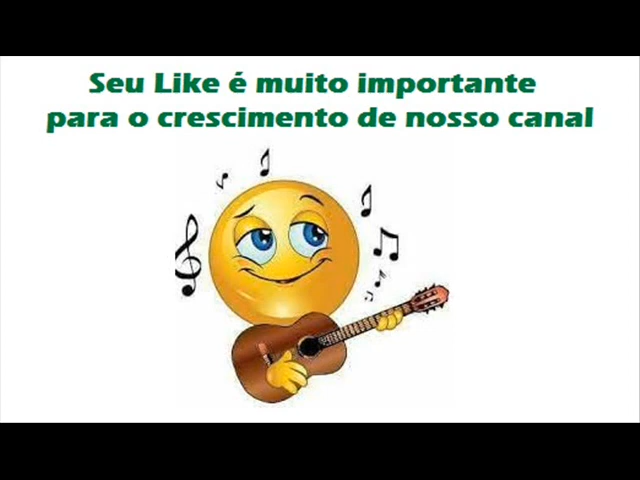 Seu Like é muito importante
para o crescimento de nosso canal